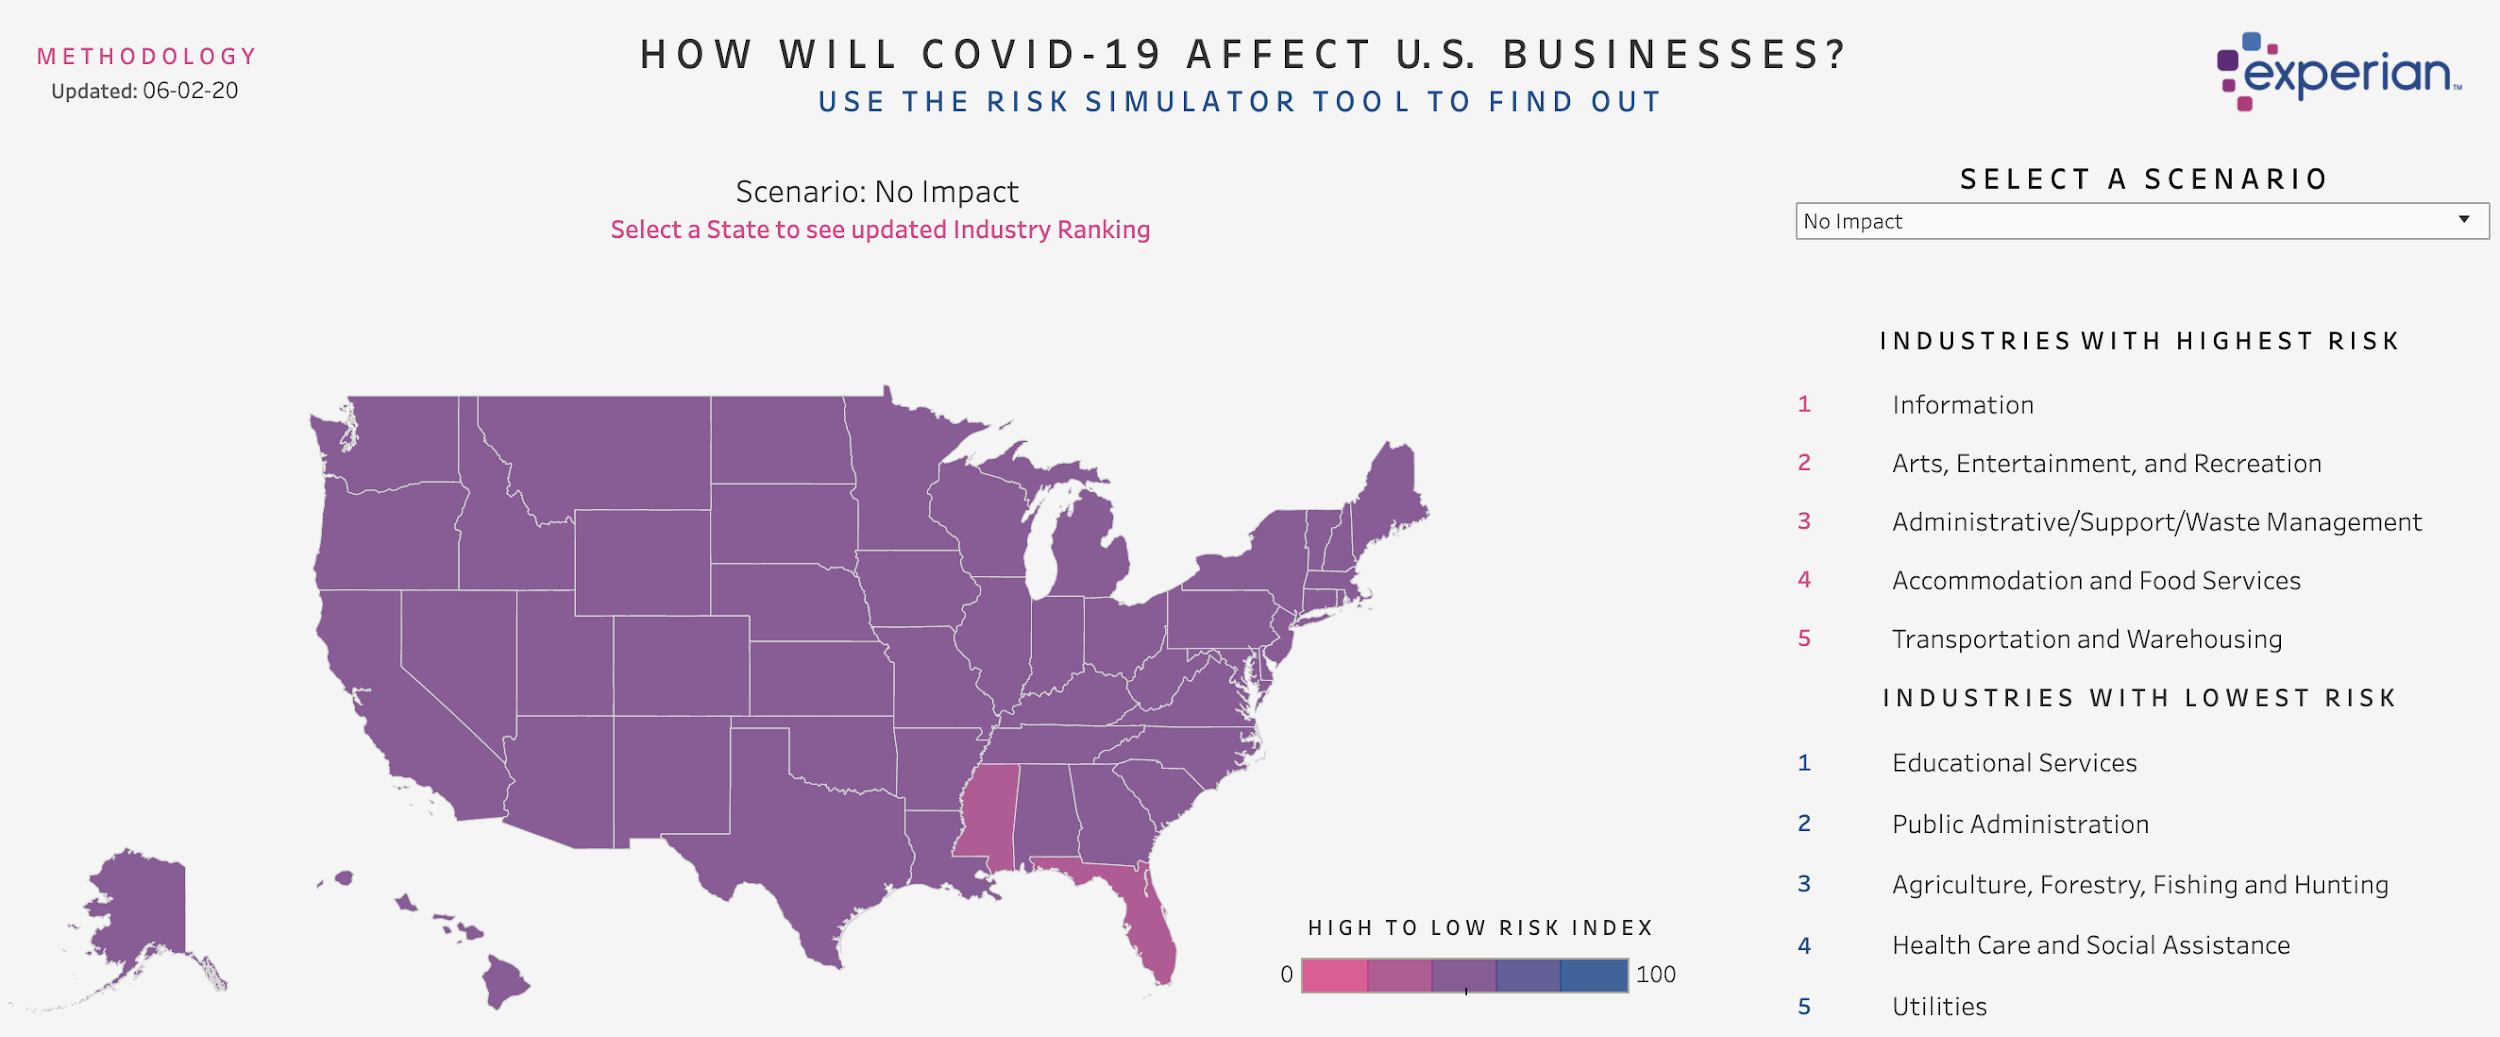 METHODOLOGY
Updated: 06-02-20
HOW WILL COVID-19 AFFECT U.S. BUSINESSES?
USE THE RISK SIMULATOR TOOL TO FIND OUT
experian™
Scenario: No Impact
Select a State to see updated Industry Ranking
SELECT A SCENARIO
No Impact
INDUSTRIES WITH HIGHEST RISK
1 Information
2 Arts, Entertainment, and Recreation
3 Administrative/Support/Waste Management
4 Accommodation and Food Services
5 Transportation and Warehousing
INDUSTRIES WITH LOWEST RISK
1 Educational Services
2 Public Administration
3 Agriculture, Forestry, Fishing and Hunting
4 Health Care and Social Assistance
5 Utilities
HIGH TO LOW RISK INDEX
0 100